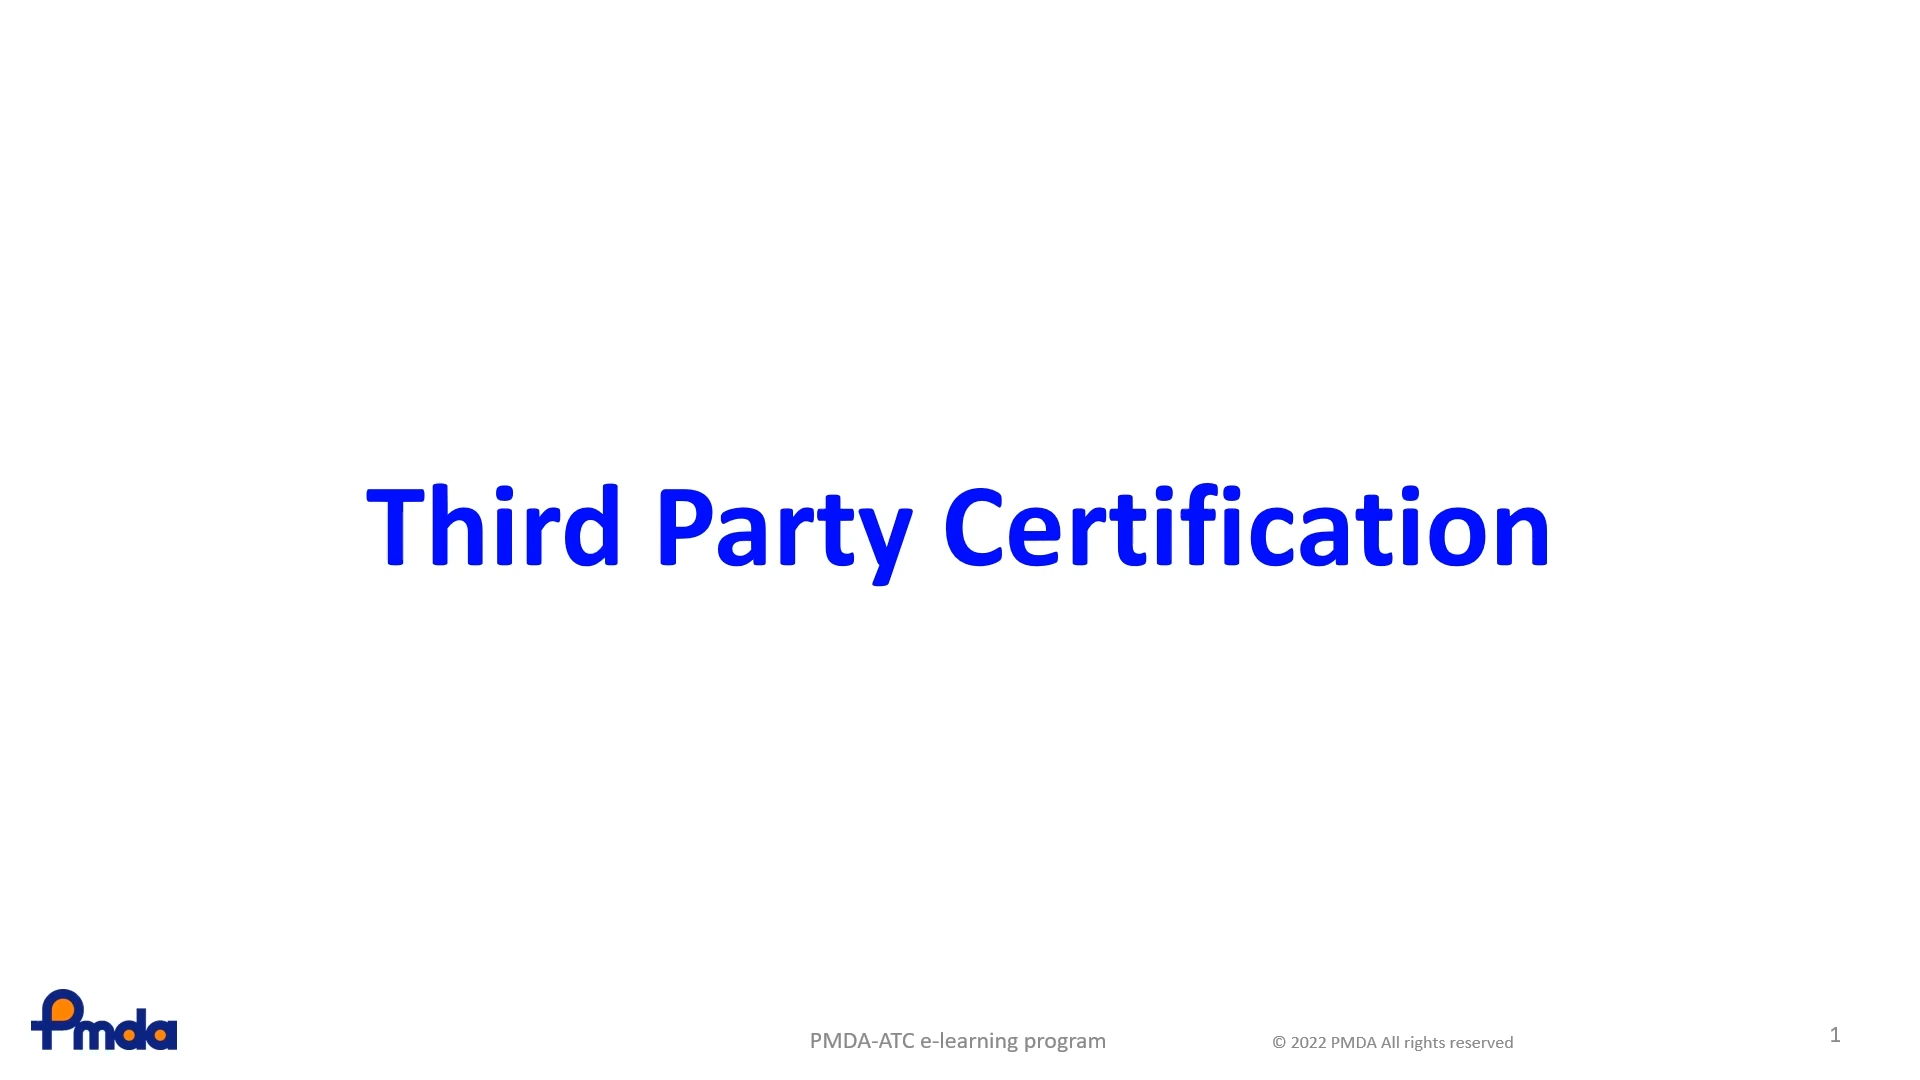 Third Party Certification
Pmda
PMDA-ATC e-learning program
© 2022 PMDA All rights reserved
1